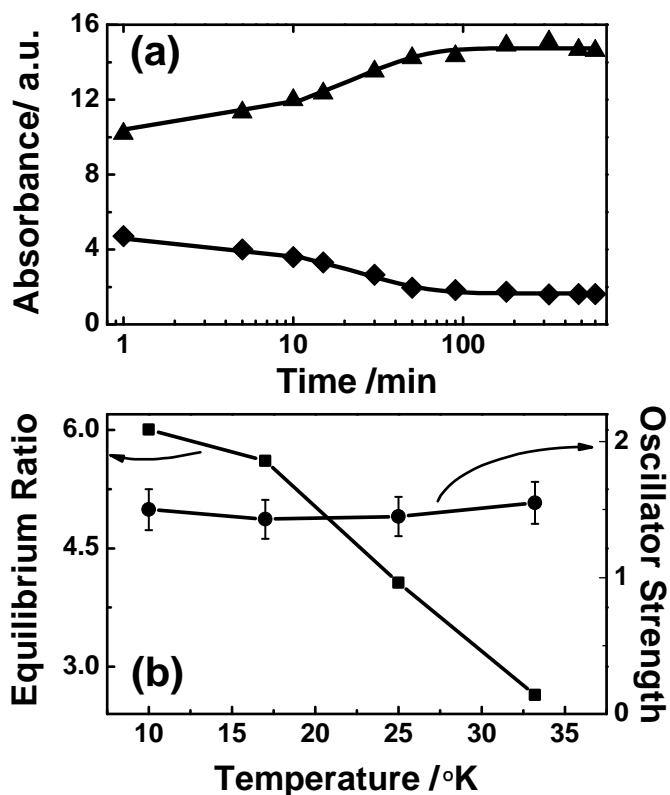 16
(a)
12
8
4
0
Absorbance/ a.u.
1
10
100
Time /min
6.0
4.5
3.0
Equilibrium Ratio
2
1
0
Oscillator Strength
(b)
10
15
20
25
30
35
Temperature /°K